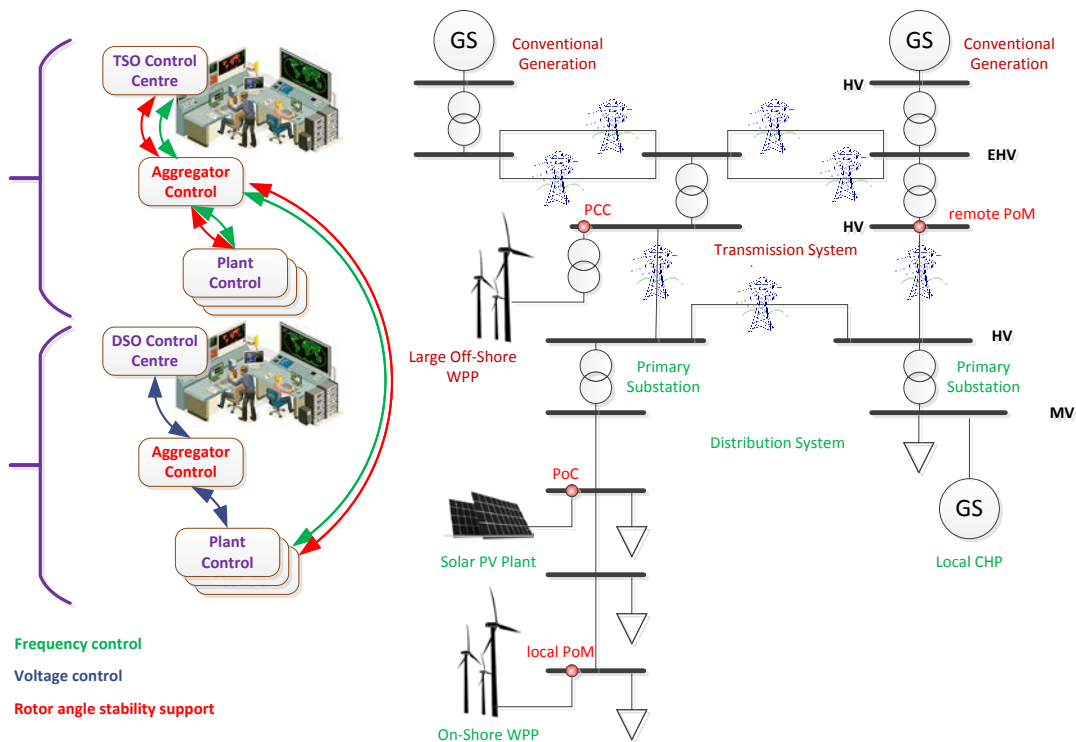 TSO Control
Centre
Aggregator
Control
Plant
Control
DSO Control
Centre
Aggregator
Control
Plant
Control
Frequency control
Voltage control
Rotor angle stability support
GS
Conventional
Generation
GS
Conventional
Generation
HV
EHV
PCC
HV
remote PoM
Transmission System
Large Off-Shore
WPP
HV
Primary
Substation
Primary
Substation
MV
Distribution System
PoC
GS
Solar PV Plant
Local CHP
local PoM
On-Shore WPP